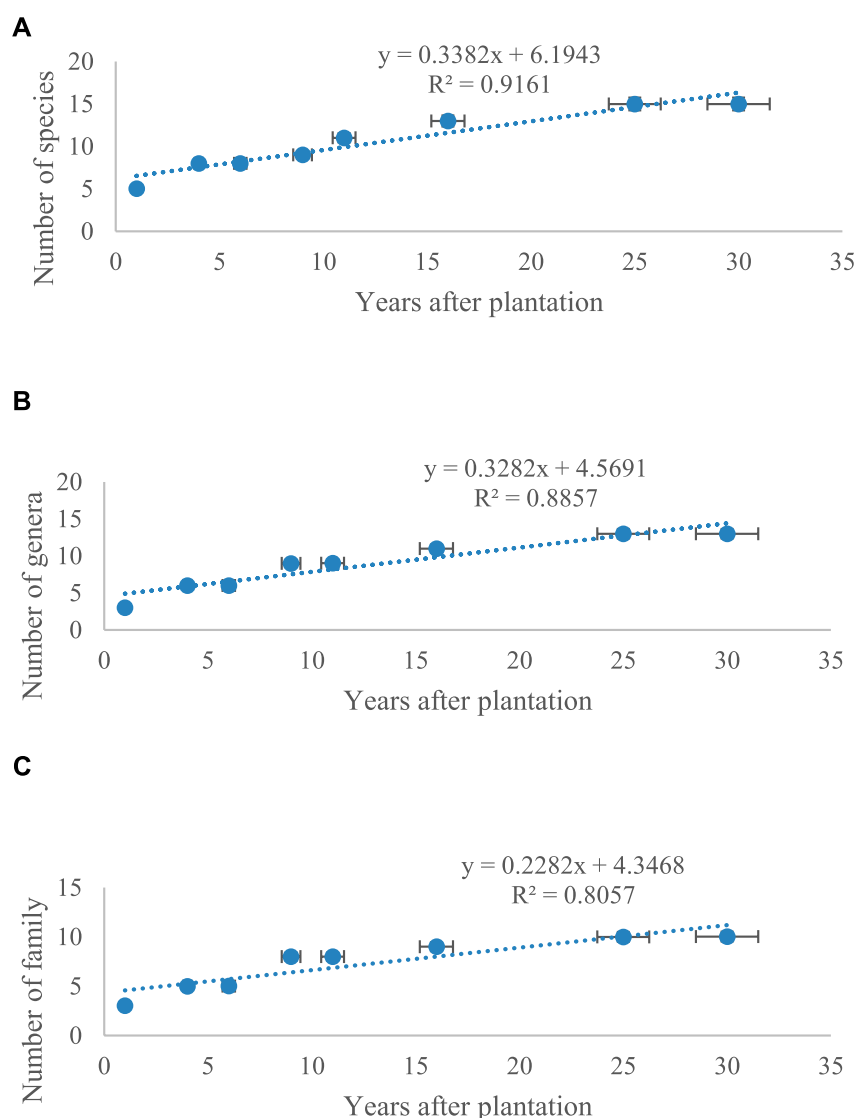 A
y = 0.3382x + 6.1943
R² = 0.9161
20
15
10
5
0
Number of species
0 5 10 15 20 25 30 35
Years after plantation
B
y = 0.3282x + 4.5691
R² = 0.8857
20
15
10
5
0
Number of genera
0 5 10 15 20 25 30 35
Years after plantation
C
y = 0.2282x + 4.3468
R² = 0.8057
15
10
5
0
Number of family
0 5 10 15 20 25 30 35
Years after plantation